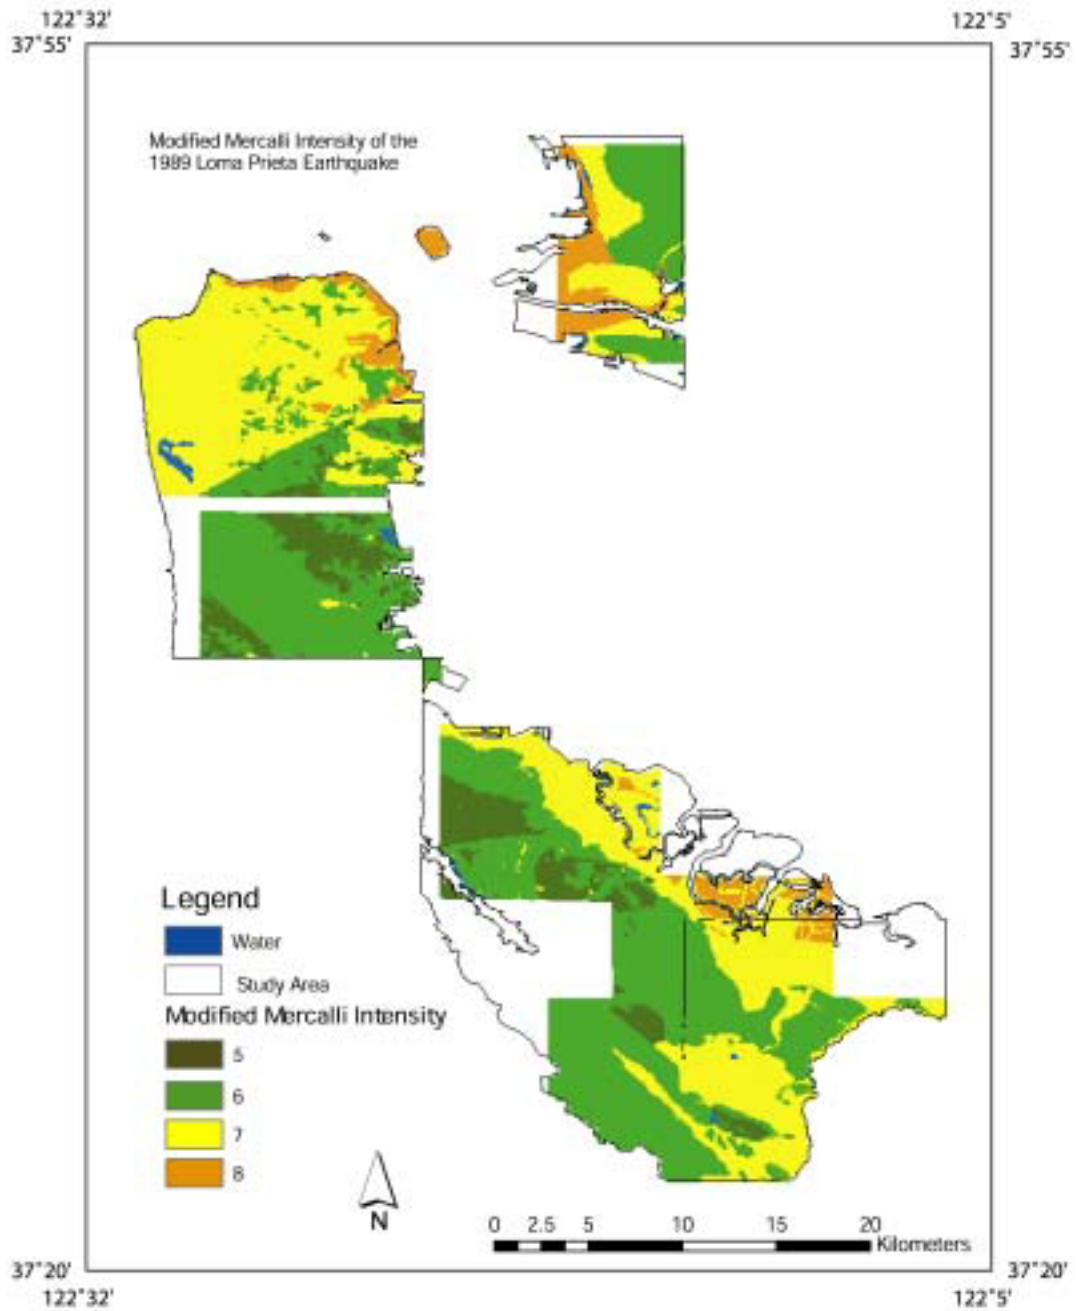 122°32' 122°5'
37°55' 37°55'
Modified Mercalli Intensity of the
1989 Loma Prieta Earthquake
Legend
Water
Study Area
Modified Mercalli Intensity
5
6
7
8
N
0 2.5 5 10 15 20
Kilometers
37°20' 37°20'
122°32' 122°5'